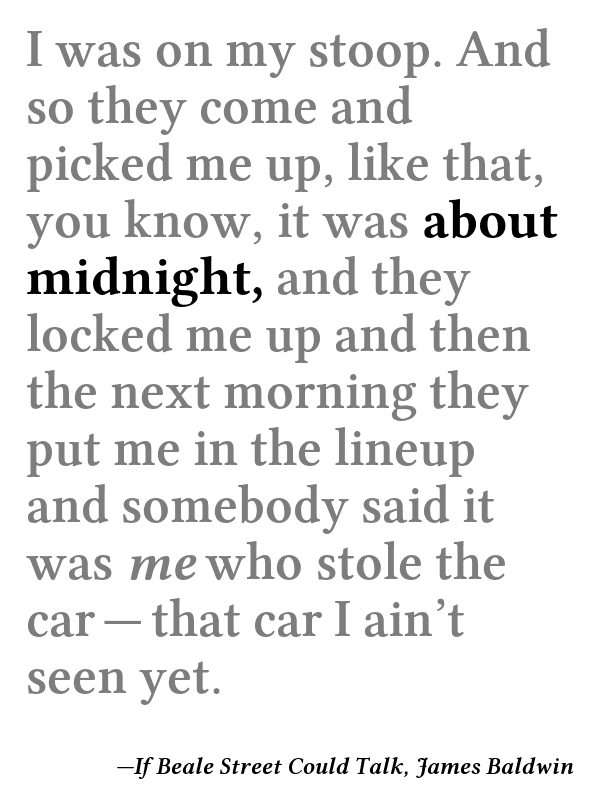 I was on my stoop. And
so they come and
picked me up, like that,
you know, it was about
midnight, and they
locked me up and then
the next morning they
put me in the lineup
and somebody said it
was me who stole the
car — that car I ain’t
seen yet.
—If Beale Street Could Talk, James Baldwin